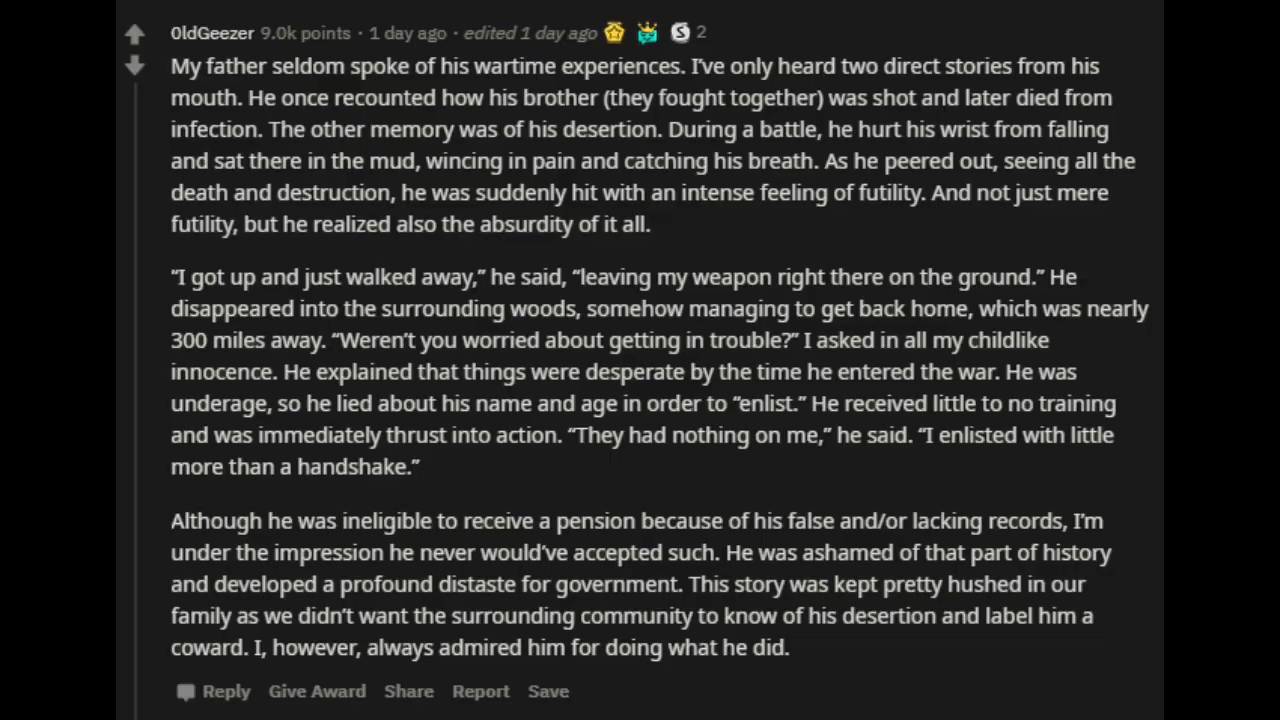 0ldGeezer 9.0k points · 1 day ago · edited 1 day ago 2
My father seldom spoke of his wartime experiences. I've only heard two direct stories from his
mouth. He once recounted how his brother (they fought together) was shot and later died from
infection. The other memory was of his desertion. During a battle, he hurt his wrist from falling
and sat there in the mud, wincing in pain and catching his breath. As he peered out, seeing all the
death and destruction, he was suddenly hit with an intense feeling of futility. And not just mere
futility, but he realized also the absurdity of it all.
“I got up and just walked away,” he said, “leaving my weapon right there on the ground.” He
disappeared into the surrounding woods, somehow managing to get back home, which was nearly
300 miles away. “Weren't you worried about getting in trouble?” I asked in all my childlike
innocence. He explained that things were desperate by the time he entered the war. He was
underage, so he lied about his name and age in order to “enlist.” He received little to no training
and was immediately thrust into action. “They had nothing on me,” he said. “I enlisted with little
more than a handshake.”
Although he was ineligible to receive a pension because of his false and/or lacking records, I'm
under the impression he never would've accepted such. He was ashamed of that part of history
and developed a profound distaste for government. This story was kept pretty hushed in our
family as we didn't want the surrounding community to know of his desertion and label him a
coward. I, however, always admired him for doing what he did.
Reply Give Award Share Report Save